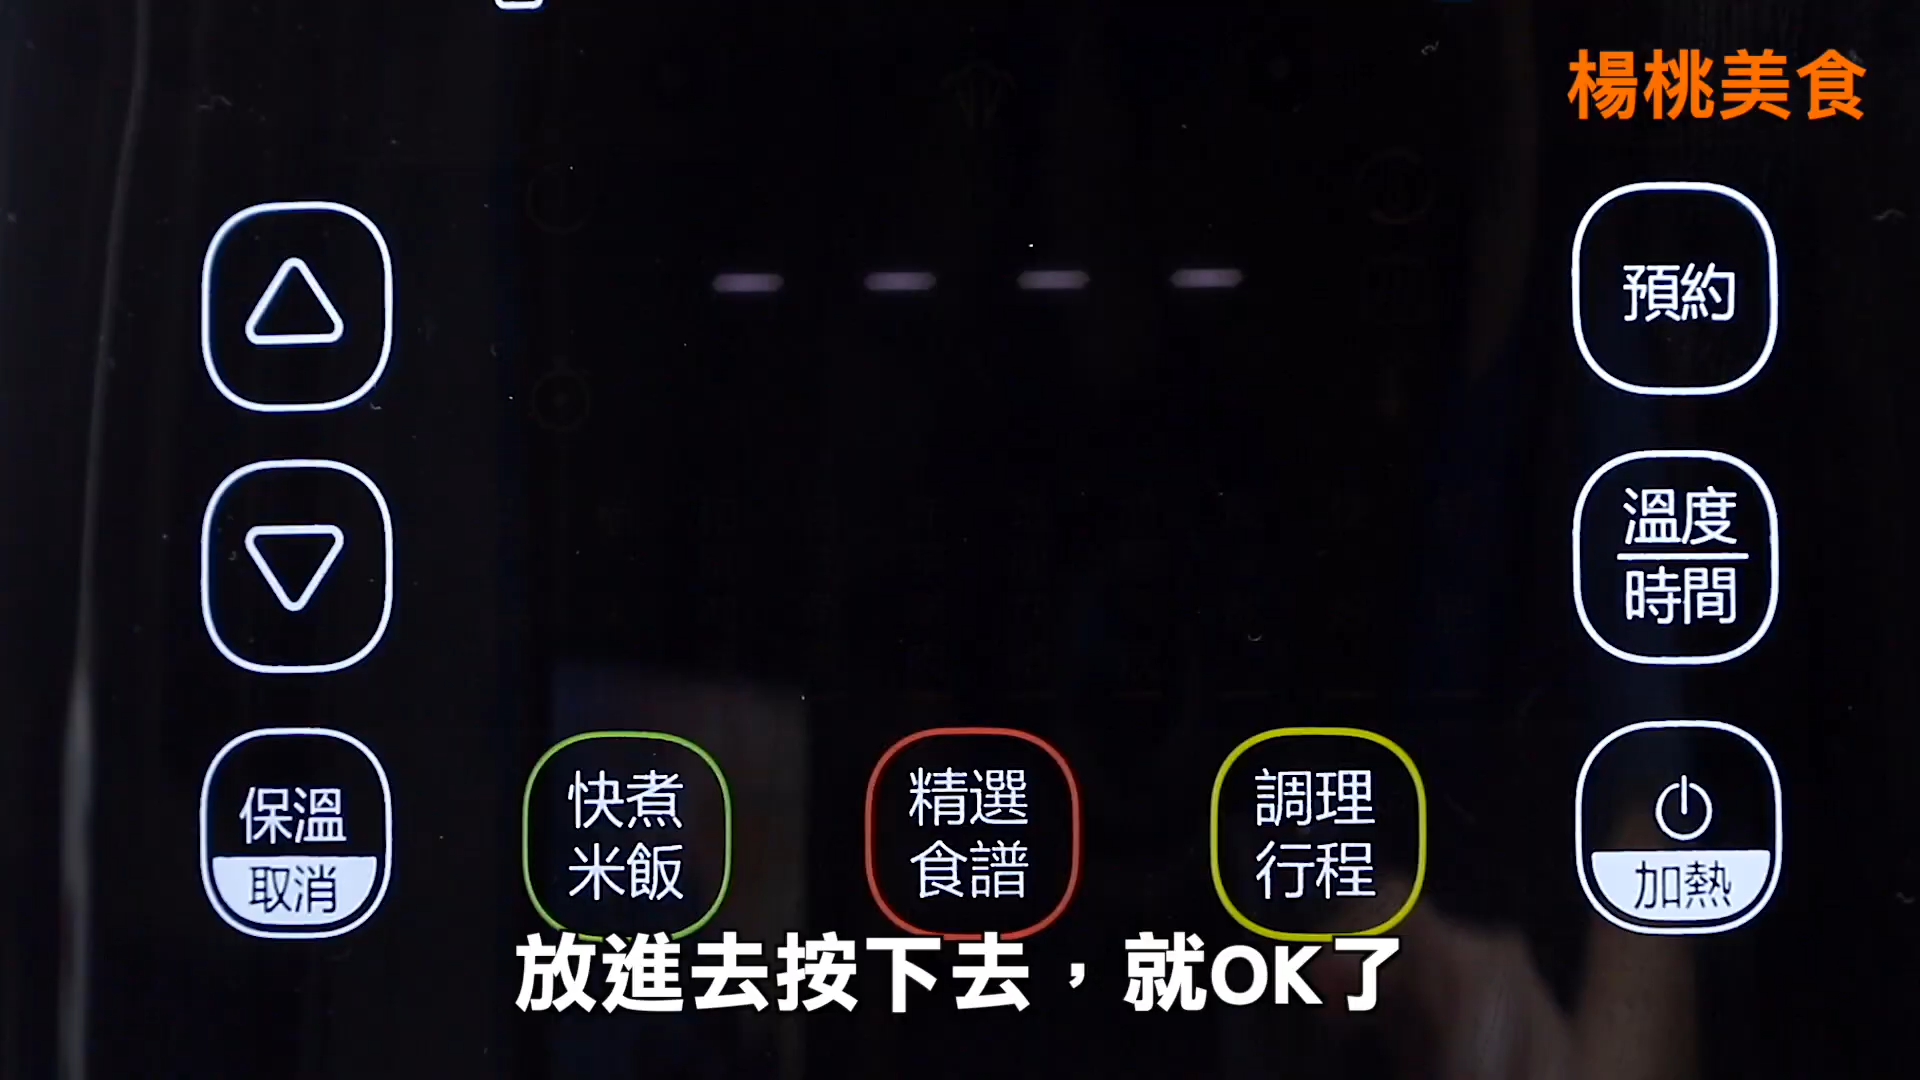 楊桃美食
預約
溫度
時間
保溫
取消
快煮
米飯
精選
食譜
調理
行程
加熱
放進去按下去，就OK了